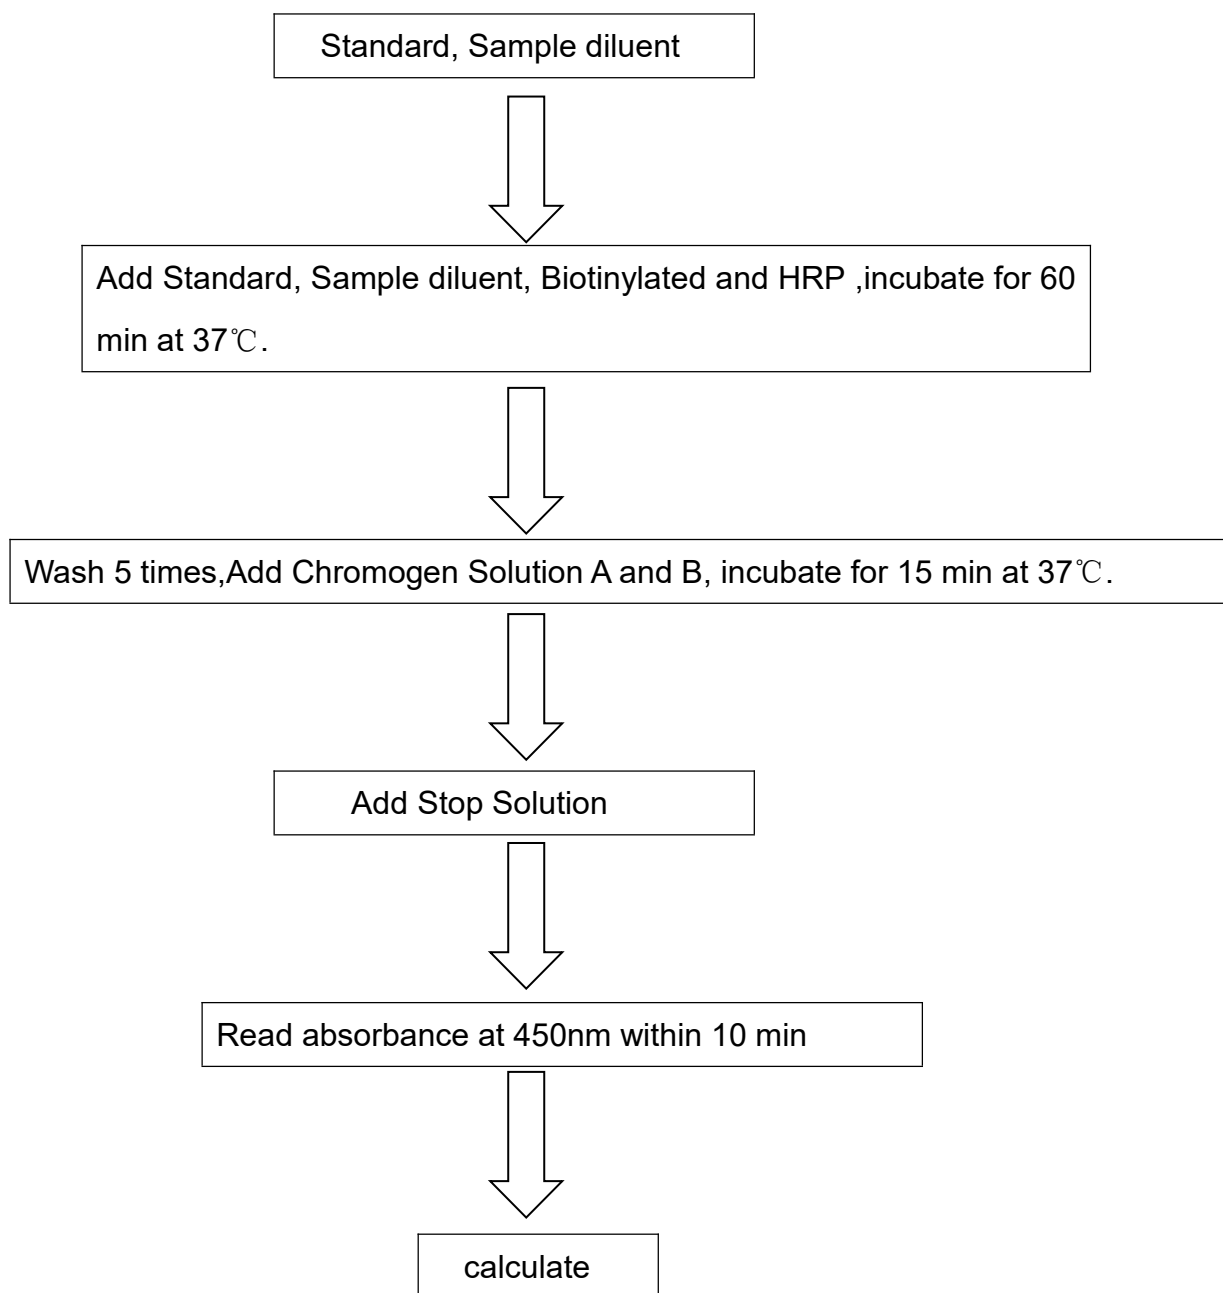 Standard, Sample diluent
Add Standard, Sample diluent, Biotinylated and HRP ,incubate for 60
min at 37℃.
Wash 5 times,Add Chromogen Solution A and B, incubate for 15 min at 37℃.
Add Stop Solution
Read absorbance at 450nm within 10 min
calculate